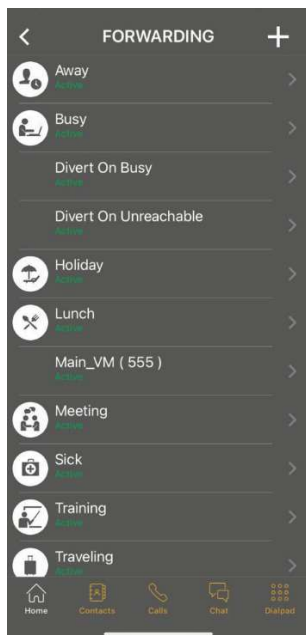 FORWARDING
Away
Active
Busy
Active
Divert On Busy
Active
Divert On Unreachable
Active
Holiday
Active
Lunch
Active
Main_VM ( 555 )
Active
Meeting
Active
Sick
Active
Training
Active
Traveling
Active
Home Contacts Calls Chat Dialpad